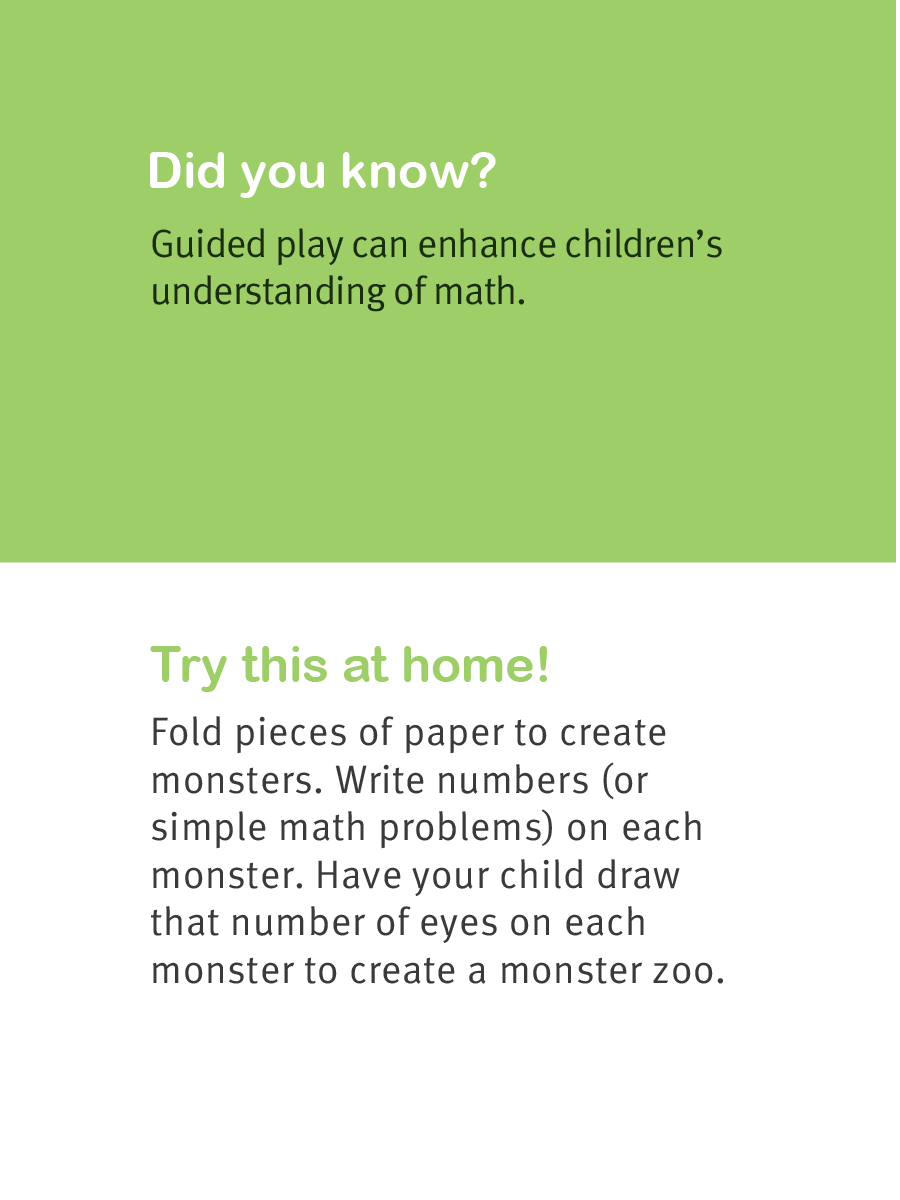 Did you know?
Guided play can enhance children’s
understanding of math.
Try this at home!
Fold pieces of paper to create
monsters. Write numbers (or
simple math problems) on each
monster. Have your child draw
that number of eyes on each
monster to create a monster zoo.